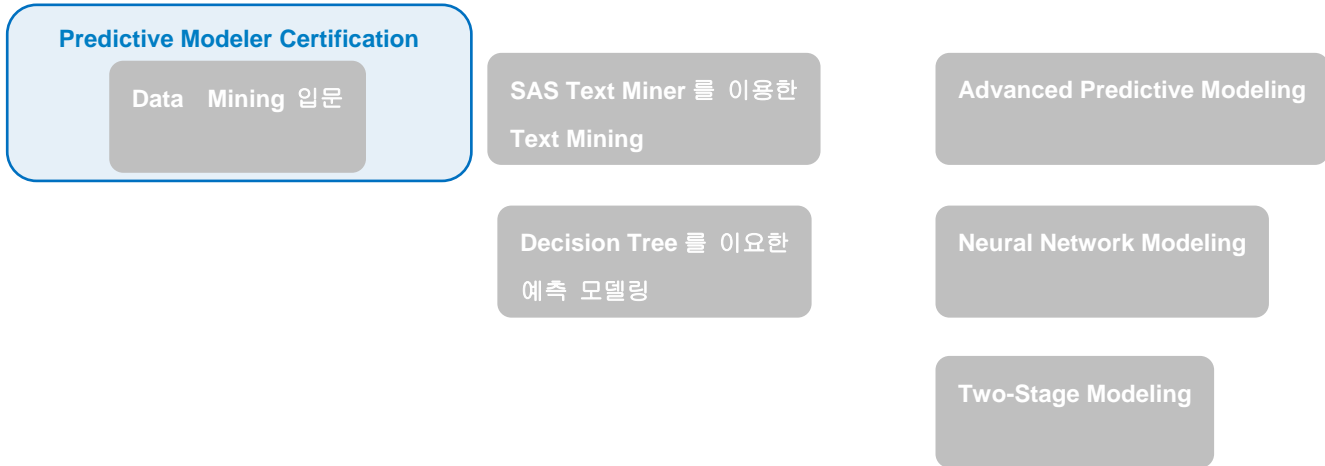 Predictive Modeler Certification
Data Mining 입문
SAS Text Miner 를 이용한
Text Mining
Decision Tree 를 이요한
예측 모델링
Advanced Predictive Modeling
Neural Network Modeling
Two-Stage Modeling